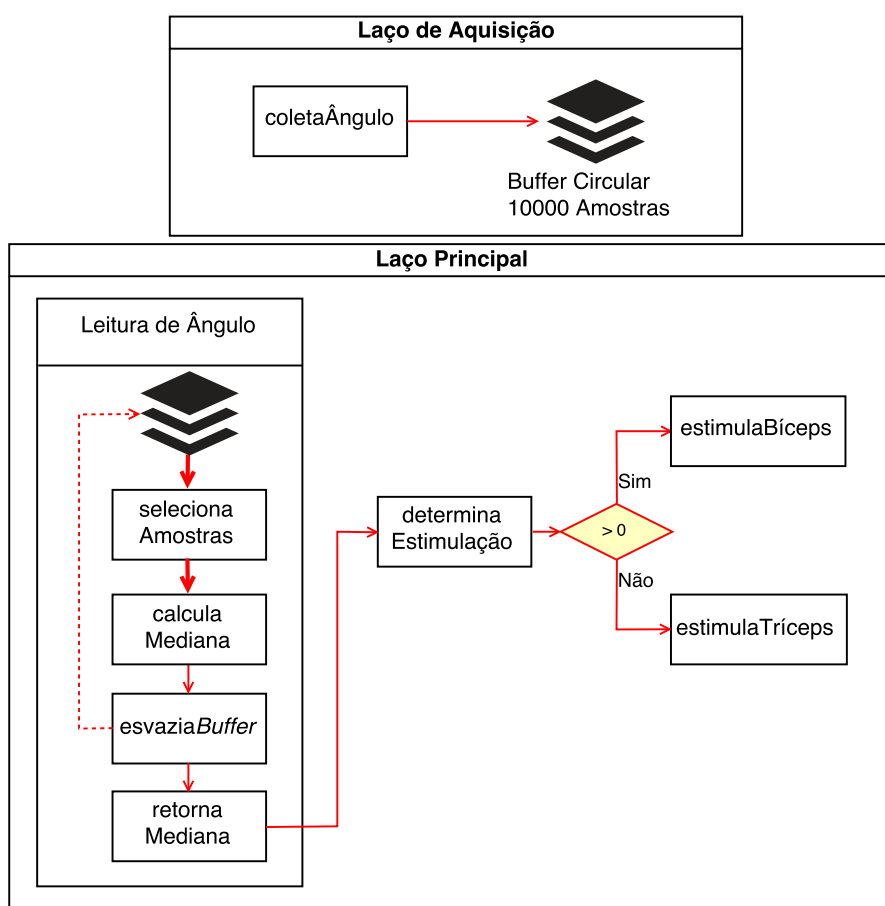 Laço de Aquisição
coletaÂngulo
Buffer Circular
10000 Amostras
Laço Principal
Leitura de Ângulo
seleciona
Amostras
calcula
Mediana
esvaziaBuffer
retorna
Mediana
determina
Estimulação
> 0
Sim
estimulaBíceps
Não
estimulaTríceps